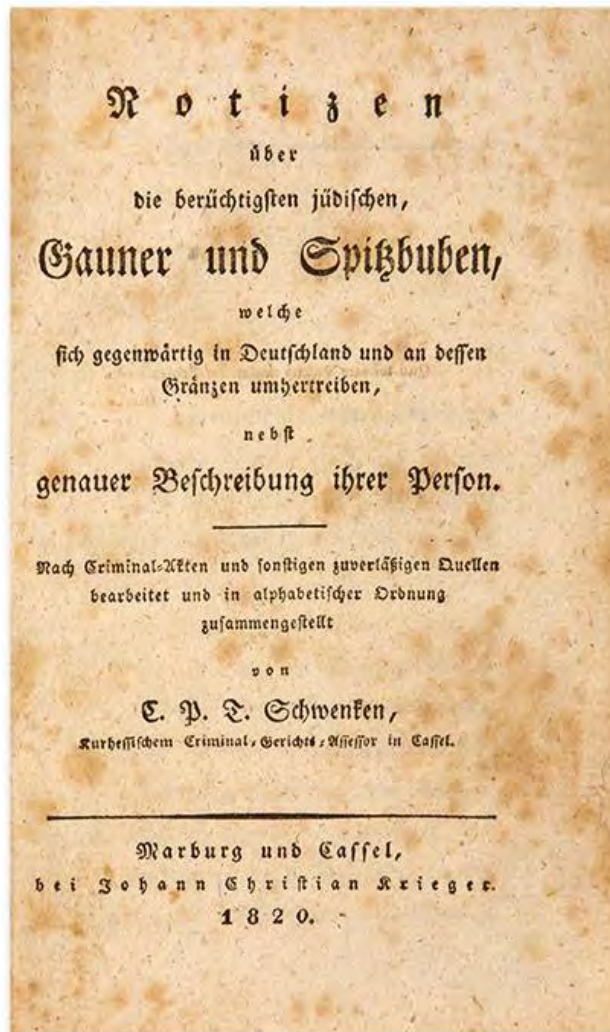 Notizen
über
die berüchtigsten jüdischen,
Gauner und Spitzbuben,
welche
sich gegenwärtig in Deutschland und an dessen
Gränzen umhertreiben,
nebst
genauer Beschreibung ihrer Person.
Nach Criminal-Akten und sonstigen zuverläßigen Quellen
bearbeitet und in alphabetischer Ordnung
zusammengestellt
von
C. P. T. Schwenken,
Kurhessischem Criminal-Gerichts-Assessor in Cassel.
Marburg und Cassel,
bei Johann Christian Krieger.
1820.